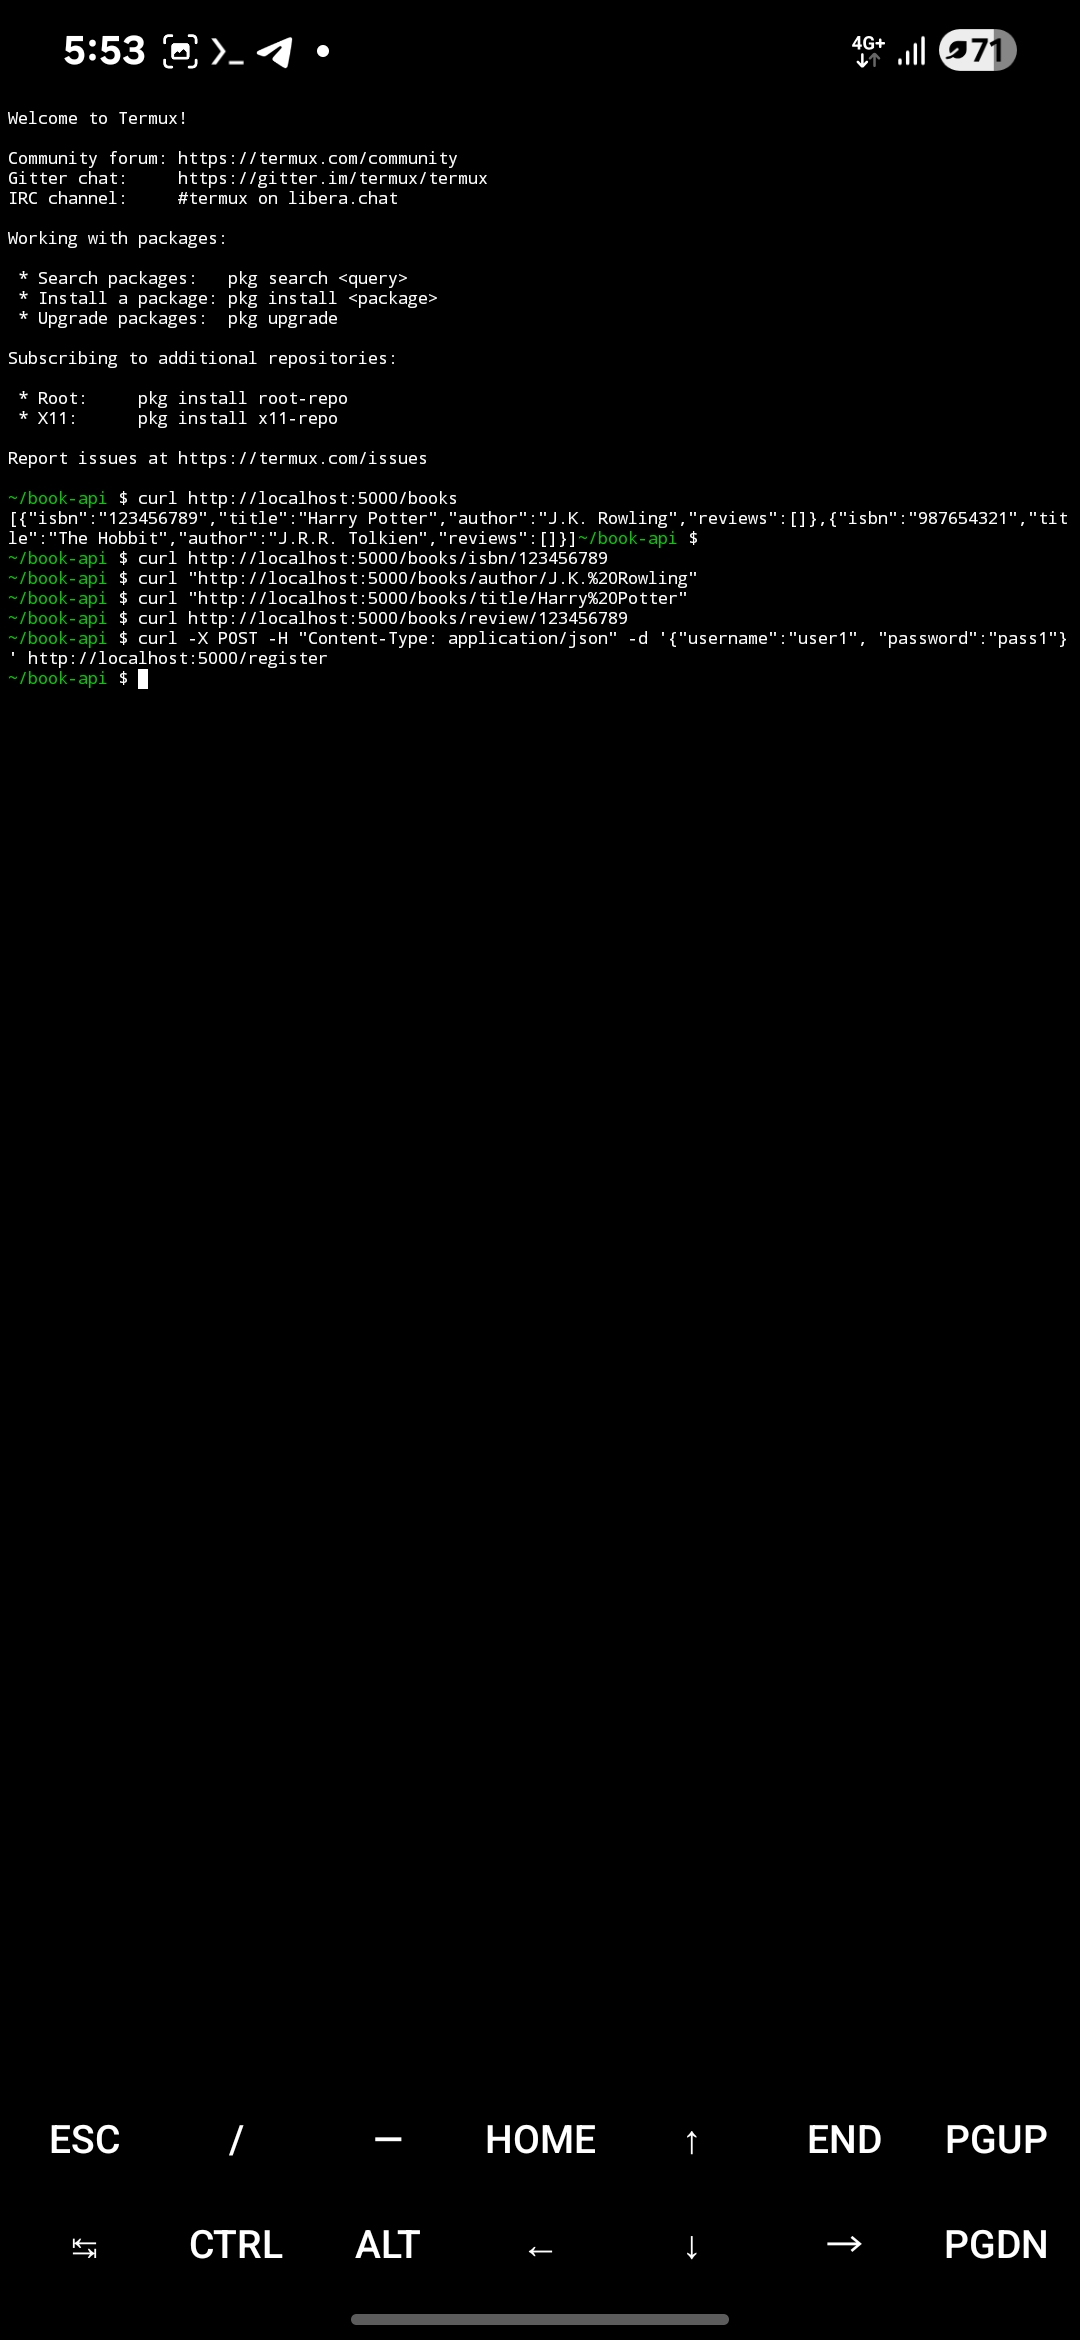 5:53
4G+
71
Welcome to Termux!
Community forum: https://termux.com/community
Gitter chat:     https://gitter.im/termux/termux
IRC channel:     #termux on libera.chat
Working with packages:
 * Search packages:   pkg search <query>
 * Install a package: pkg install <package>
 * Upgrade packages:  pkg upgrade
Subscribing to additional repositories:
 * Root:     pkg install root-repo
 * X11:      pkg install x11-repo
Report issues at https://termux.com/issues
~/book-api $ curl http://localhost:5000/books
[{"isbn":"123456789","title":"Harry Potter","author":"J.K. Rowling","reviews":[]},{"isbn":"987654321","tit
le":"The Hobbit","author":"J.R.R. Tolkien","reviews":[]}]~/book-api $
~/book-api $ curl http://localhost:5000/books/isbn/123456789
~/book-api $ curl "http://localhost:5000/books/author/J.K.%20Rowling"
~/book-api $ curl "http://localhost:5000/books/title/Harry%20Potter"
~/book-api $ curl http://localhost:5000/books/review/123456789
~/book-api $ curl -X POST -H "Content-Type: application/json" -d '{"username":"user1", "password":"pass1"}
' http://localhost:5000/register
~/book-api $
ESC / — HOME ↑ END PGUP
↹ CTRL ALT ← ↓ → PGDN